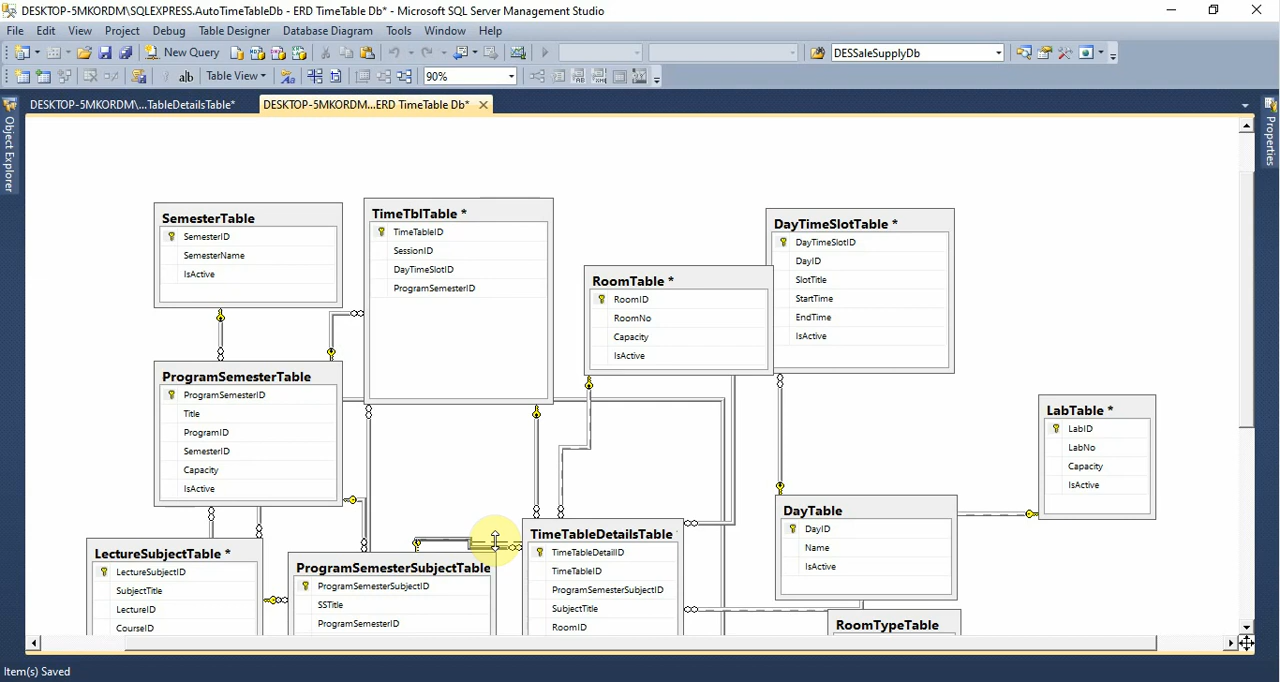 DESKTOP-5MKORDM\SQLEXPRESS.AutoTimeTableDb - ERD TimeTable Db* - Microsoft SQL Server Management Studio
File Edit View Project Debug Table Designer Database Diagram Tools Window Help
New Query DESSaleSupplyDb
Table View 90%
DESKTOP-5MKORDM\...TableDetailsTable* DESKTOP-5MKORDM...ERD TimeTable Db*
Object Explorer
Properties
SemesterTable
SemesterID
SemesterName
IsActive
TimeTblTable *
TimeTableID
SessionID
DayTimeSlotID
ProgramSemesterID
RoomTable *
RoomID
RoomNo
Capacity
IsActive
DayTimeSlotTable *
DayTimeSlotID
DayID
SlotTitle
StartTime
EndTime
IsActive
ProgramSemesterTable
ProgramSemesterID
Title
ProgramID
SemesterID
Capacity
IsActive
LabTable *
LabID
LabNo
Capacity
IsActive
DayTable
DayID
Name
IsActive
LectureSubjectTable *
LectureSubjectID
SubjectTitle
LectureID
CourseID
ProgramSemesterSubjectTable
ProgramSemesterSubjectID
SSTitle
ProgramSemesterID
TimeTableDetailsTable
TimeTableDetailID
TimeTableID
ProgramSemesterSubjectID
SubjectTitle
RoomID
RoomTypeTable
Item(s) Saved